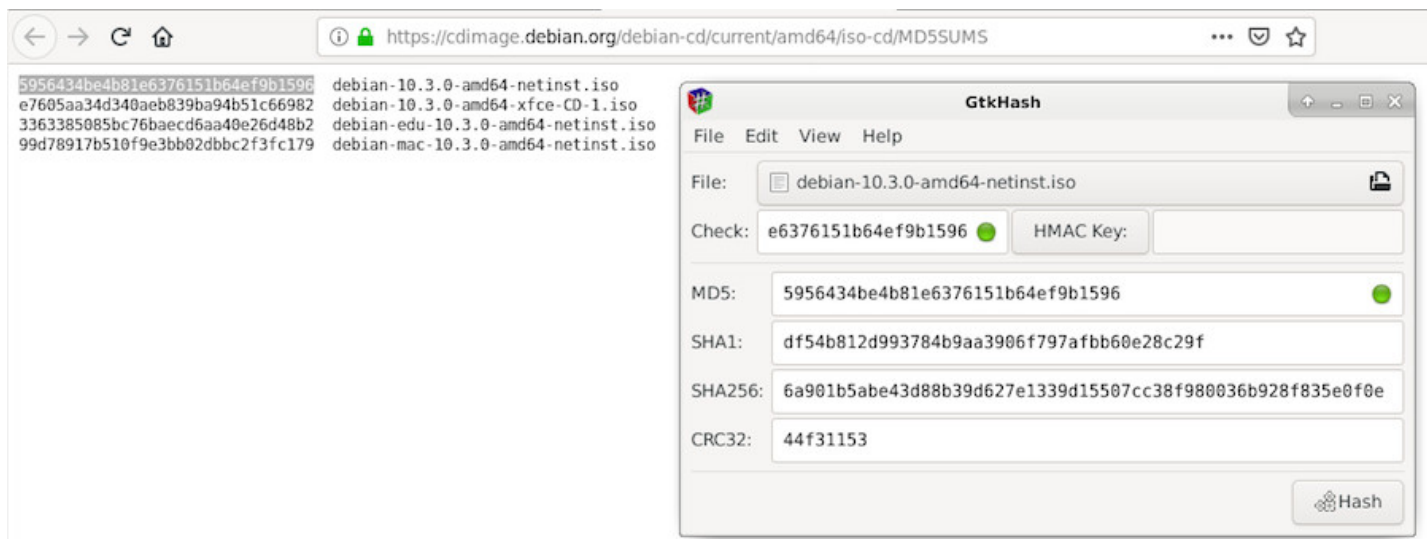 https://cdimage.debian.org/debian-cd/current/amd64/iso-cd/MD5SUMS
5956434be4b81e6376151b64ef9b1596 debian-10.3.0-amd64-netinst.iso
e7605aa34d340aeb839ba94b51c66982 debian-10.3.0-amd64-xfce-CD-1.iso
3363385085bc76baecd6aa40e26d48b2 debian-edu-10.3.0-amd64-netinst.iso
99d78917b510f9e3bb02dbbc2f3fc179 debian-mac-10.3.0-amd64-netinst.iso
GtkHash
File Edit View Help
File: debian-10.3.0-amd64-netinst.iso
Check: e6376151b64ef9b1596 HMAC Key:
MD5: 5956434be4b81e6376151b64ef9b1596
SHA1: df54b812d993784b9aa3906f797afbb60e28c29f
SHA256: 6a901b5abe43d88b39d627e1339d15507cc38f980036b928f835e0f0e
CRC32: 44f31153
Hash